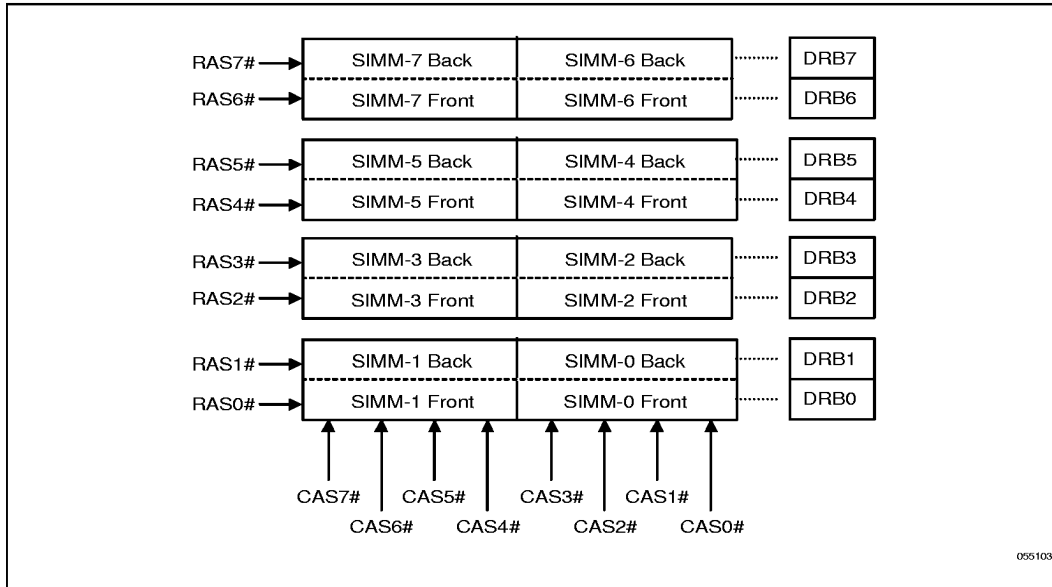 RAS7# SIMM-7 Back SIMM-6 Back DRB7
RAS6# SIMM-7 Front SIMM-6 Front DRB6
RAS5# SIMM-5 Back SIMM-4 Back DRB5
RAS4# SIMM-5 Front SIMM-4 Front DRB4
RAS3# SIMM-3 Back SIMM-2 Back DRB3
RAS2# SIMM-3 Front SIMM-2 Front DRB2
RAS1# SIMM-1 Back SIMM-0 Back DRB1
RAS0# SIMM-1 Front SIMM-0 Front DRB0
CAS7# CAS5# CAS3# CAS1#
CAS6# CAS4# CAS2# CAS0#
055103